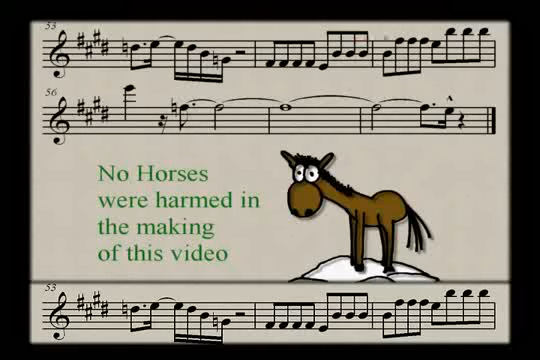 53
56
No Horses
were harmed in
the making
of this video
53